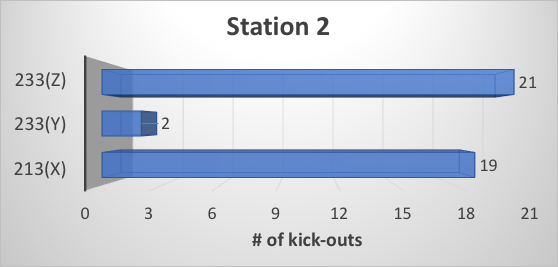 Station 2
233(Z) 21
233(Y) 2
213(X) 19
0 3 6 9 12 15 18 21
# of kick-outs